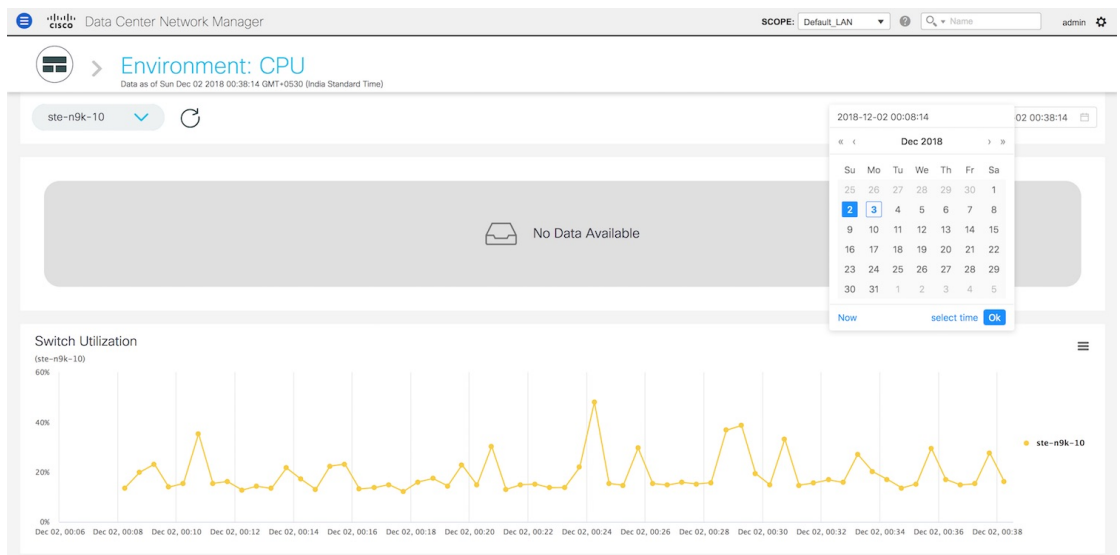 cisco Data Center Network Manager SCOPE: Default_LAN Name admin
Environment: CPU
Data as of Sun Dec 02 2018 00:38:14 GMT+0530 (India Standard Time)
ste-n9k-10
2018-12-02 00:08:14
02 00:38:14
« ‹ Dec 2018 › »
Su Mo Tu We Th Fr Sa
25 26 27 28 29 30 1
2 3 4 5 6 7 8
9 10 11 12 13 14 15
16 17 18 19 20 21 22
23 24 25 26 27 28 29
30 31 1 2 3 4 5
Now select time Ok
No Data Available
Switch Utilization
(ste-n9k-10)
60%
40%
20%
0%
Dec 02, 00:06 Dec 02, 00:08 Dec 02, 00:10 Dec 02, 00:12 Dec 02, 00:14 Dec 02, 00:16 Dec 02, 00:18 Dec 02, 00:20 Dec 02, 00:22 Dec 02, 00:24 Dec 02, 00:26 Dec 02, 00:28 Dec 02, 00:30 Dec 02, 00:32 Dec 02, 00:34 Dec 02, 00:36 Dec 02, 00:38
ste-n9k-10